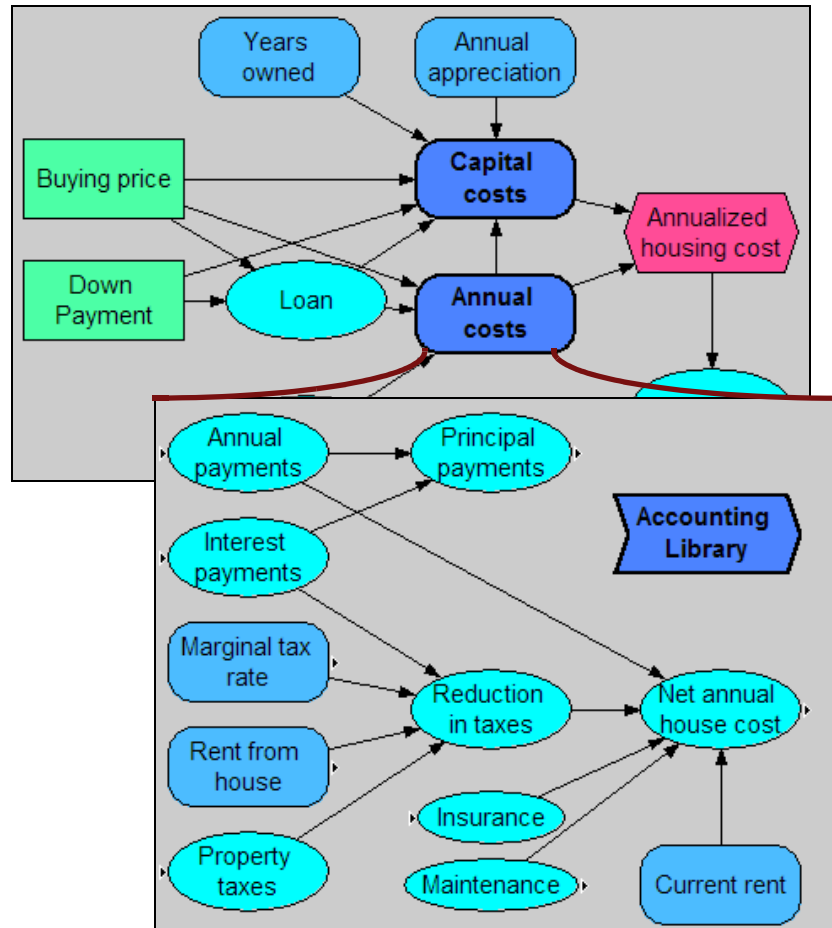 Years
owned
Annual
appreciation
Buying price
Capital
costs
Annualized
housing cost
Down
Payment
Loan
Annual
costs
Annual
payments
Principal
payments
Accounting
Library
Interest
payments
Marginal tax
rate
Reduction
in taxes
Net annual
house cost
Rent from
house
Insurance
Property
taxes
Maintenance
Current rent